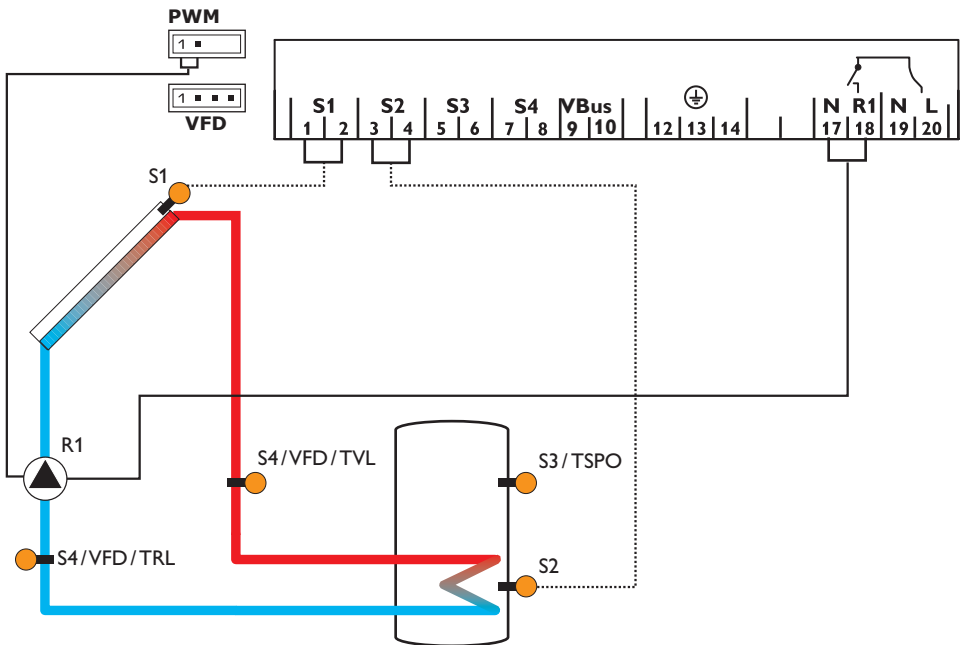 PWM
1
1
VFD
S1 S2 S3 S4 VBus N R1 N L
1 2 3 4 5 6 7 8 9 10 12 13 14 17 18 19 20
S1
R1
S4/VFD/TVL
S3/TSPO
S4/VFD/TRL
S2